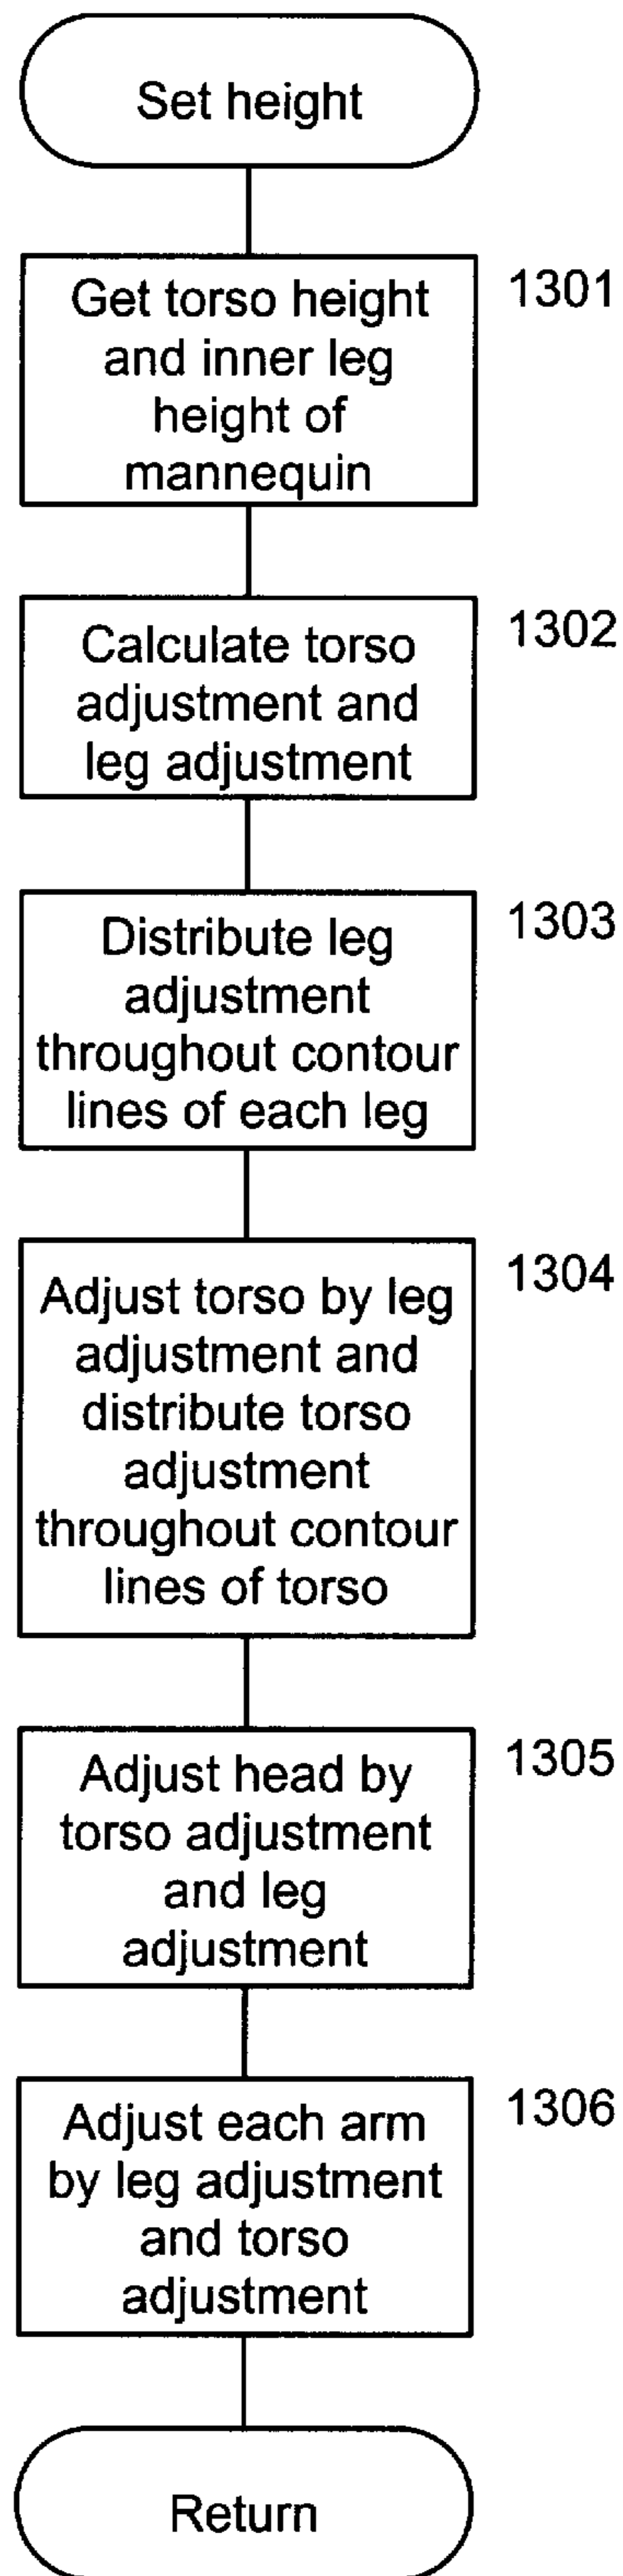 Set height
Get torso height
and inner leg
height of
mannequin
1301
Calculate torso
adjustment and
leg adjustment
1302
Distribute leg
adjustment
throughout contour
lines of each leg
1303
Adjust torso by leg
adjustment and
distribute torso
adjustment
throughout contour
lines of torso
1304
Adjust head by
torso adjustment
and leg
adjustment
1305
Adjust each arm
by leg adjustment
and torso
adjustment
1306
Return